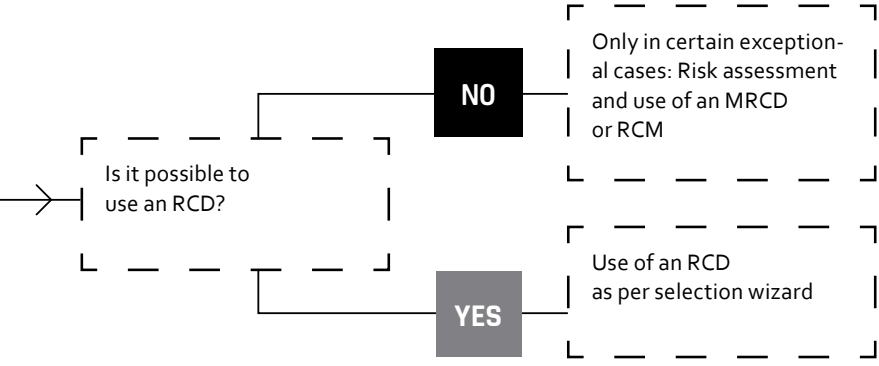 Only in certain exception-
al cases: Risk assessment
and use of an MRCD
or RCM
NO
Is it possible to
use an RCD?
Use of an RCD
as per selection wizard
YES